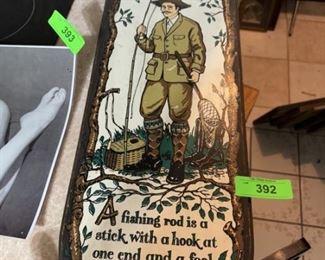 393
392
A fishing rod is a
stick with a hook at
one end and a fool